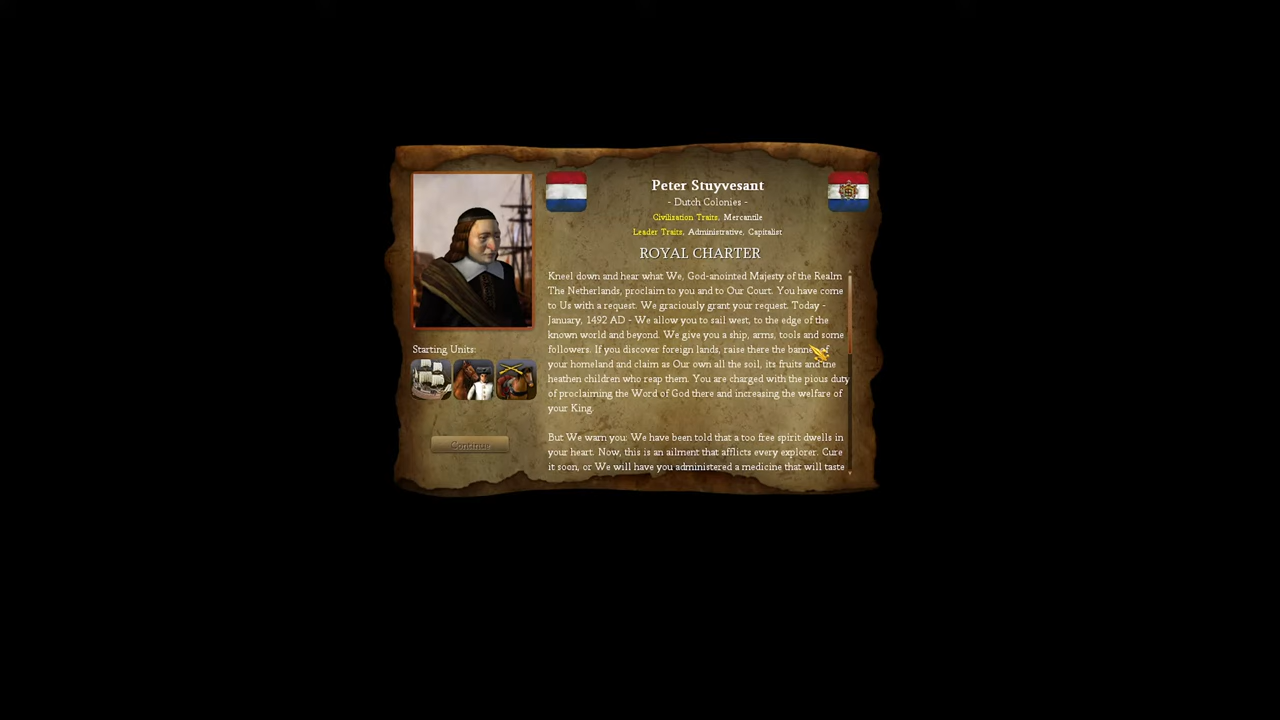 Peter Stuyvesant
- Dutch Colonies -
Civilisation Traits, Mercantile
Leader Traits, Administrative, Capitalist
ROYAL CHARTER
Kneel down and hear what We, God-anointed Majesty of the Realm
The Netherlands, proclaim to you and to Our Court. You have come
to Us with a request. We graciously grant your request. Today -
January, 1492 AD - We allow you to sail west, to the edge of the
known world and beyond. We give you a ship, arms, tools and some
followers. If you discover foreign lands, raise there the banner of
your homeland and claim as Our own all the soil, its fruits and the
heathen children who reap them. You are charged with the pious duty
of proclaiming the Word of God there and increasing the welfare of
your King.
But We warn you: We have been told that a too free spirit dwells in
your heart. Now, this is an ailment that afflicts every explorer. Cure
it soon, or We will have you administered a medicine that will taste
Starting Units:
Continue